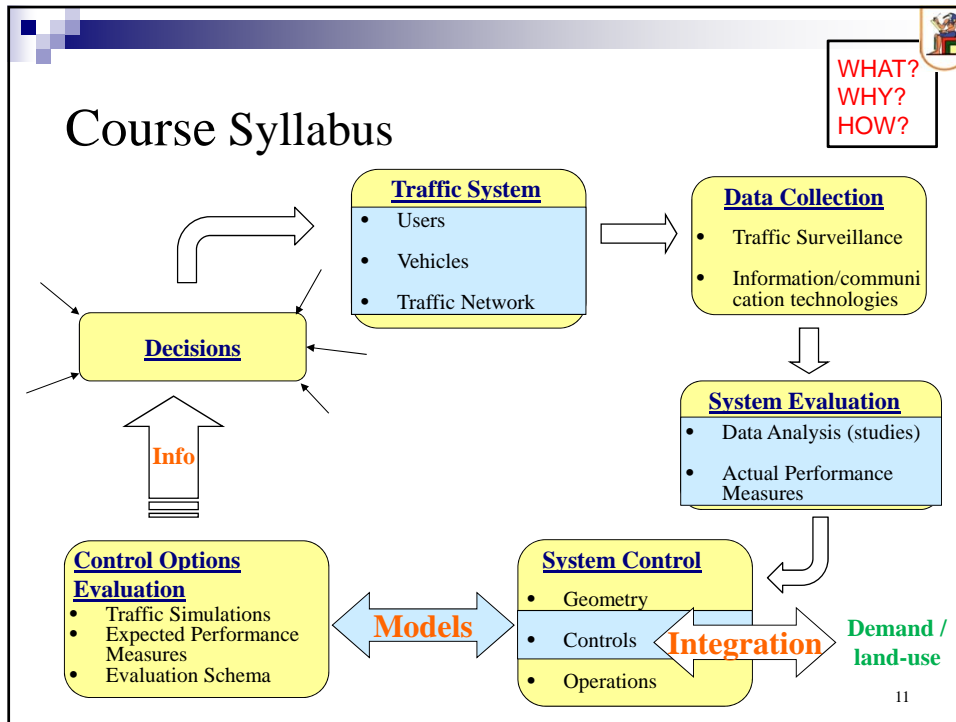 WHAT?
WHY?
HOW?
Course Syllabus
Traffic System
• Users
• Vehicles
• Traffic Network
Data Collection
• Traffic Surveillance
• Information/communi
cation technologies
Decisions
System Evaluation
• Data Analysis (studies)
• Actual Performance
Measures
Info
Control Options
Evaluation
• Traffic Simulations
• Expected Performance
Measures
• Evaluation Schema
Models
System Control
• Geometry
• Controls
• Operations
Integration
Demand /
land-use
11